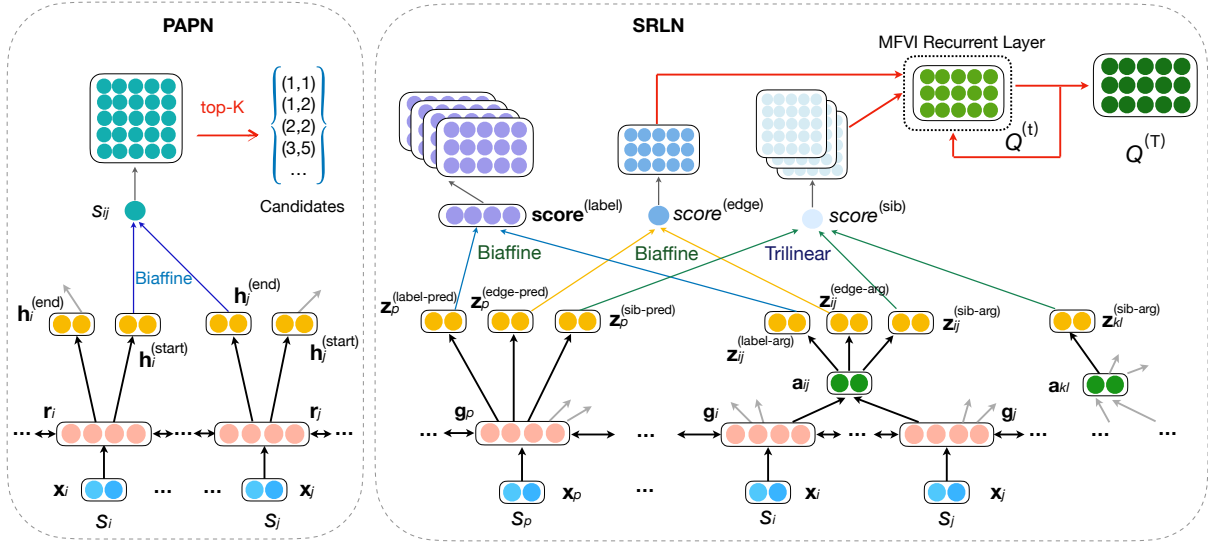 PAPN
top-K
(1,1)
(1,2)
(2,2)
(3,5)
...
Candidates
s_ij
Biaffine
h_i^(end)
h_i^(start)
h_j^(end)
h_j^(start)
r_i
r_j
...
...
...
x_i
...
...
x_j
s_i
s_j
SRLN
MFVI Recurrent Layer
Q^(t)
Q^(T)
score^(label)
score^(edge)
score^(sib)
Biaffine
Biaffine
Trilinear
z_p^(label-pred)
z_p^(edge-pred)
z_p^(sib-pred)
z_ij^(label-arg)
z_ij^(edge-arg)
z_ij^(sib-arg)
z_kl^(sib-arg)
a_ij
a_kl
g_p
g_i
g_j
...
...
...
...
...
...
x_p
...
x_i
x_j
s_p
s_i
s_j